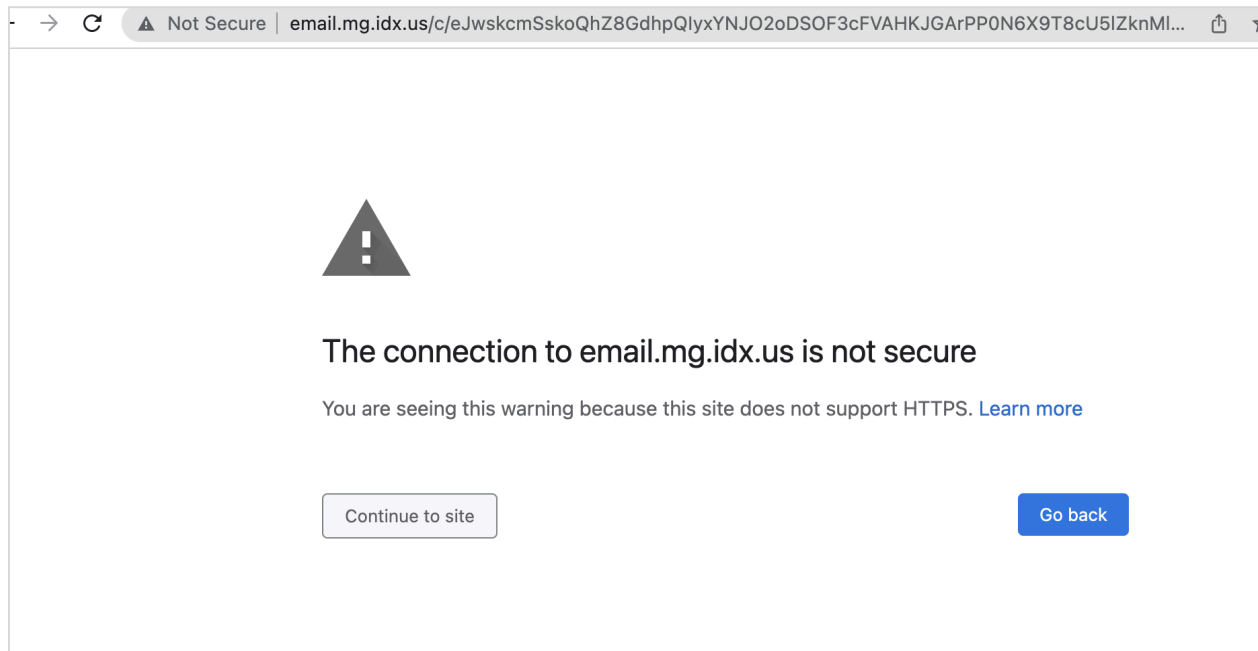 Not Secure email.mg.idx.us/c/eJwskcmSskoQhZ8GdhpQIyxYNJO2oDSOF3cFVAHKJGArPP0N6X9T8cU5lZknMl...
The connection to email.mg.idx.us is not secure
You are seeing this warning because this site does not support HTTPS. Learn more
Continue to site
Go back